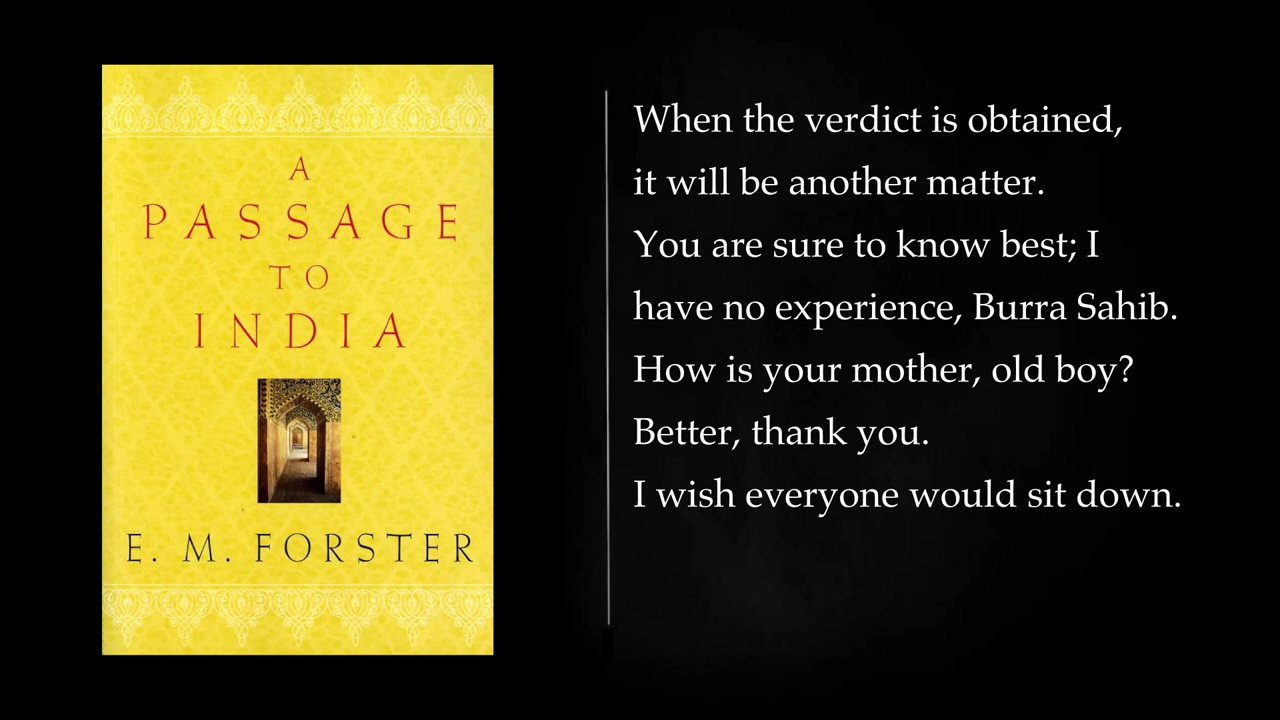 A
PASSAGE
TO
INDIA
E. M. FORSTER
When the verdict is obtained,
it will be another matter.
You are sure to know best; I
have no experience, Burra Sahib.
How is your mother, old boy?
Better, thank you.
I wish everyone would sit down.